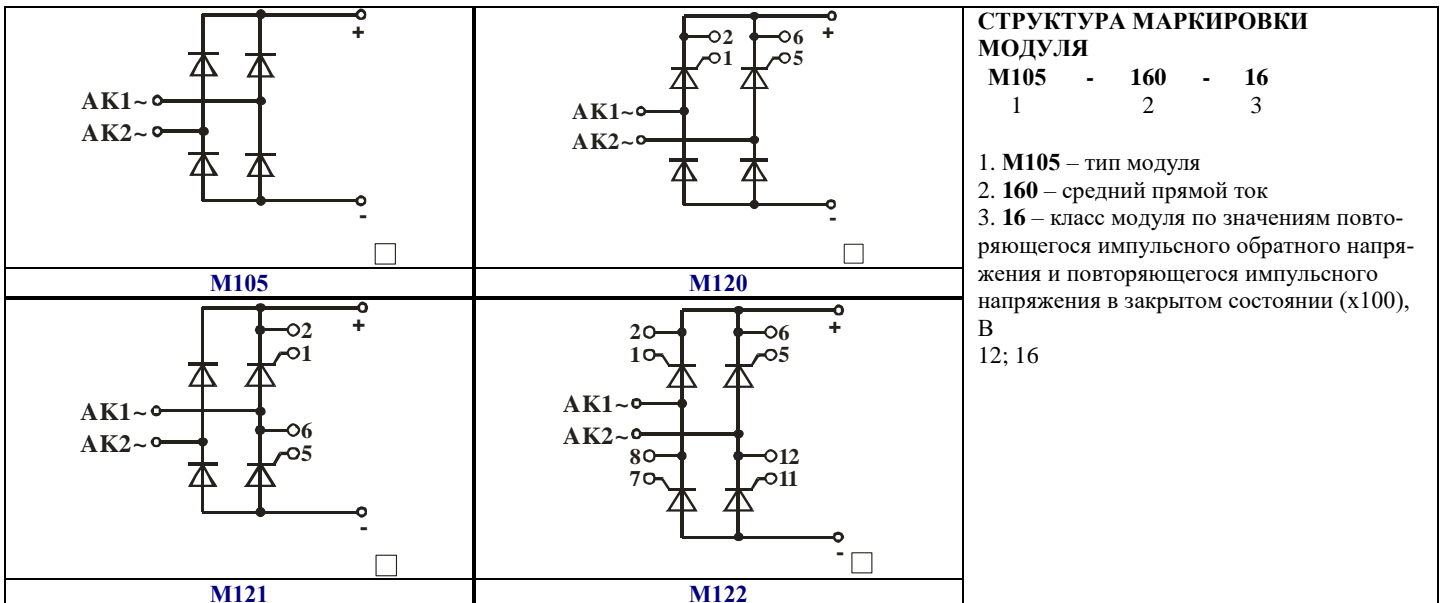 +
AK1~
AK2~
-
M105
2
6
+
1
5
AK1~
AK2~
-
M120
СТРУКТУРА МАРКИРОВКИ
МОДУЛЯ
М105 - 160 - 16
1 2 3
1. М105 – тип модуля
2. 160 – средний прямой ток
3. 16 – класс модуля по значениям повто-
ряющегося импульсного обратного напря-
жения и повторяющегося импульсного
напряжения в закрытом состоянии (х100),
В
12; 16
2
+
1
AK1~
AK2~
6
5
-
M121
2
6
+
1
5
AK1~
AK2~
8
12
7
11
-
M122